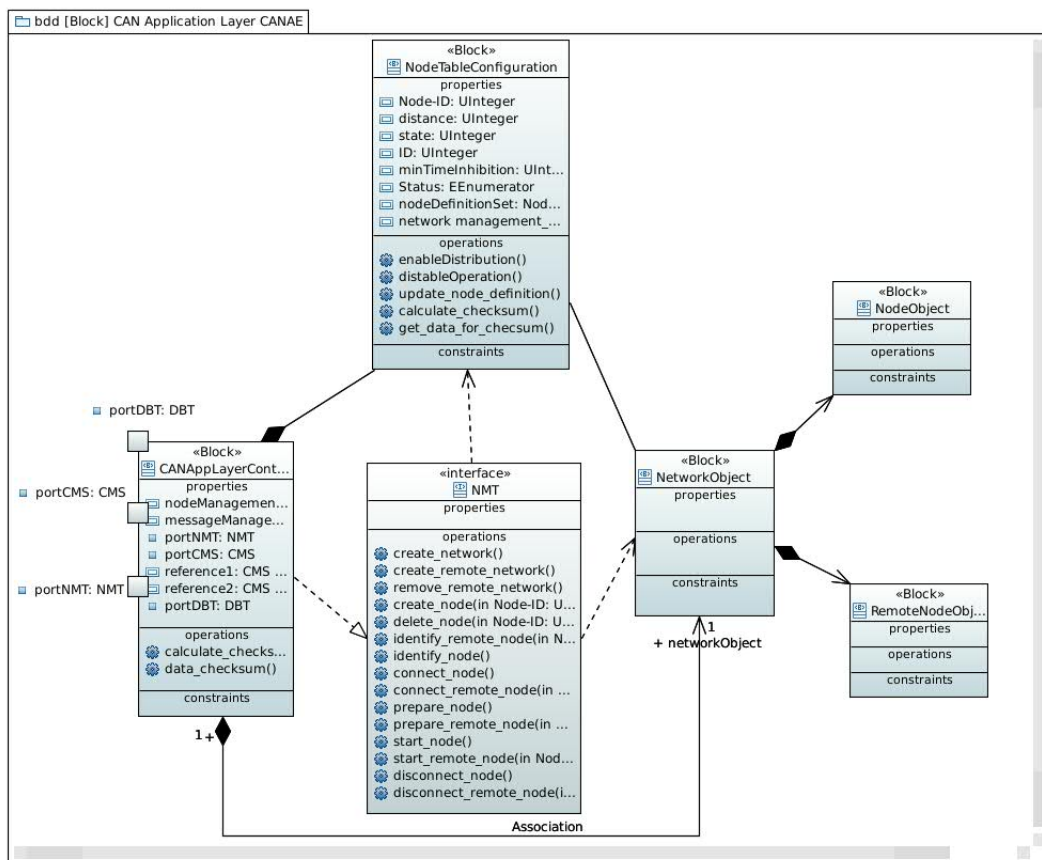 bdd [Block] CAN Application Layer CANAE
«Block»
NodeTableConfiguration
properties
Node-ID: UInteger
distance: UInteger
state: UInteger
ID: UInteger
minTimeInhibition: UInt...
Status: EEnumerator
nodeDefinitionSet: Nod...
network management_...
operations
enableDistribution()
distableOperation()
update_node_definition()
calculate_checksum()
get_data_for_checsum()
constraints
«Block»
NodeObject
properties
operations
constraints
portDBT: DBT
portCMS: CMS
portNMT: NMT
«Block»
CANAppLayerCont...
properties
nodeManagemen...
messageManage...
portNMT: NMT
portCMS: CMS
reference1: CMS ...
reference2: CMS ...
portDBT: DBT
operations
calculate_checks...
data_checksum()
constraints
1+
«interface»
NMT
properties
operations
create_network()
create_remote_network()
remove_remote_network()
create_node(in Node-ID: U...
delete_node(in Node-ID: U...
identify_remote_node(in N...
identify_node()
connect_node()
connect_remote_node(in ...
prepare_node()
prepare_remote_node(in ...
start_node()
start_remote_node(in Nod...
disconnect_node()
disconnect_remote_node(i...
«Block»
NetworkObject
properties
operations
constraints
1
+ networkObject
«Block»
RemoteNodeObj...
properties
operations
constraints
Association